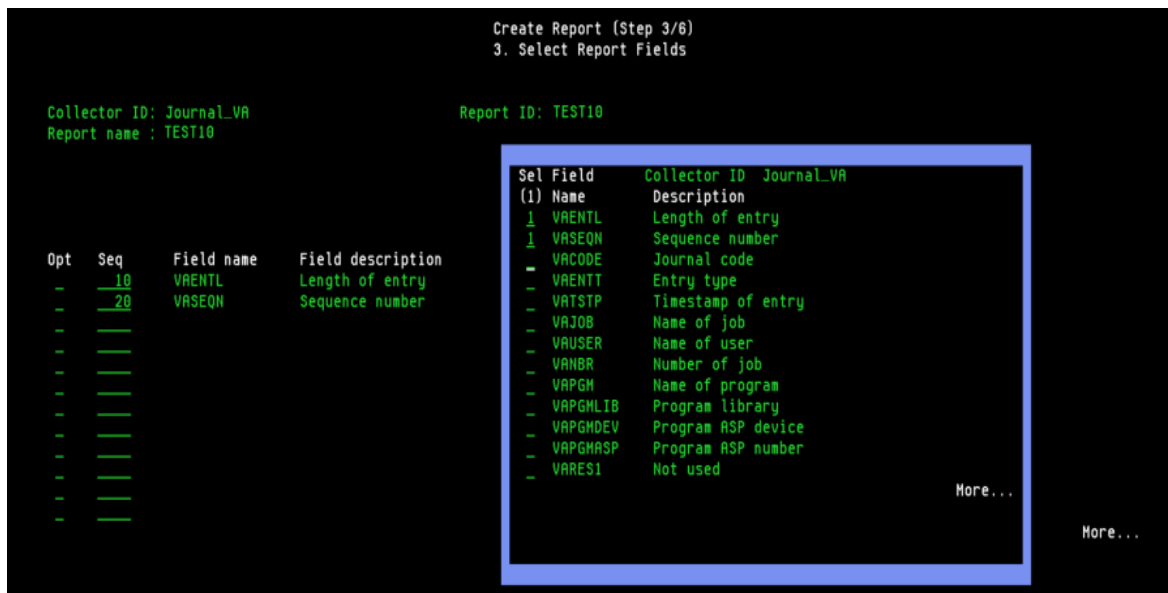 Create Report (Step 3/6)
3. Select Report Fields
Collector ID: Journal_VA Report ID: TEST10
Report name : TEST10
Opt Seq Field name Field description
_ 10 VAENTL Length of entry
_ 20 VASEQN Sequence number
Sel Field Collector ID Journal_VA
(1) Name Description
1 VAENTL Length of entry
1 VASEQN Sequence number
_ VACODE Journal code
_ VAENTT Entry type
_ VATSTP Timestamp of entry
_ VAJOB Name of job
_ VAUSER Name of user
_ VANBR Number of job
_ VAPGM Name of program
_ VAPGMLIB Program library
_ VAPGMDEV Program ASP device
_ VAPGMASP Program ASP number
_ VARES1 Not used
More...
More...